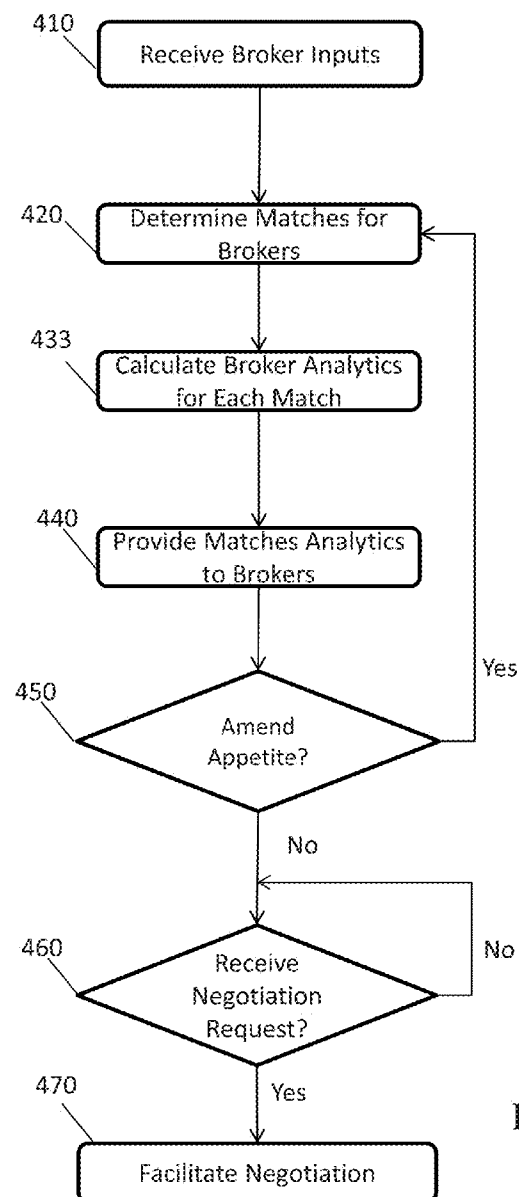 410
Receive Broker Inputs
420
Determine Matches for
Brokers
433
Calculate Broker Analytics
for Each Match
440
Provide Matches Analytics
to Brokers
Yes
450
Amend
Appetite?
No
460
Receive
Negotiation
Request?
No
Yes
470
Facilitate Negotiation